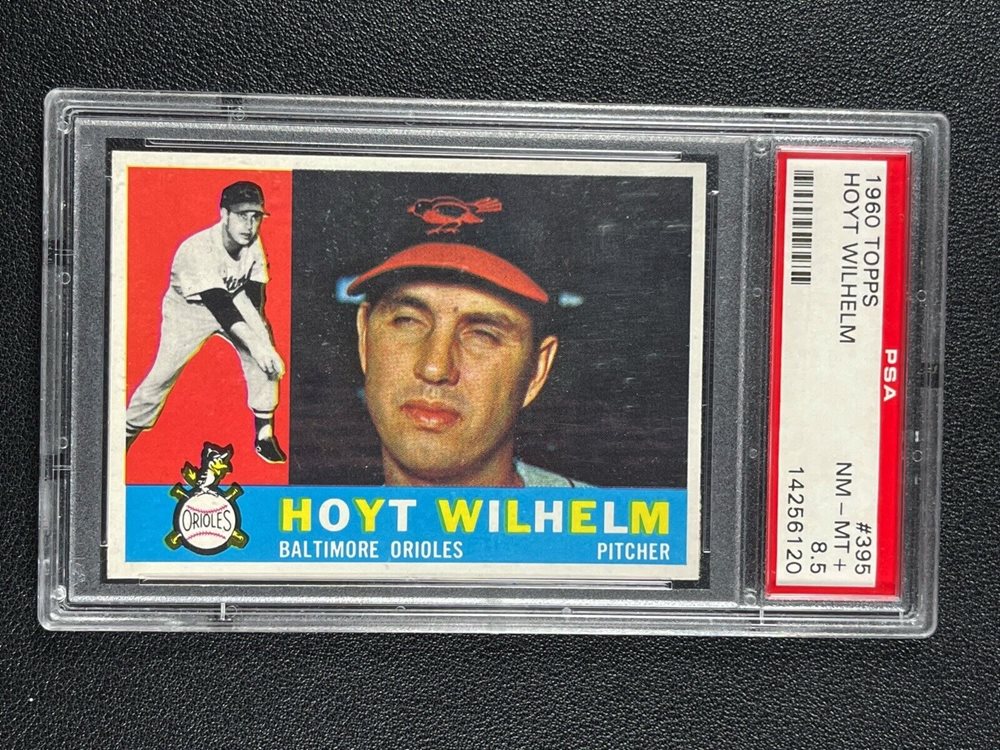 HOYT WILHELM
BALTIMORE ORIOLES PITCHER
ORIOLES
1960 TOPPS #395
HOYT WILHELM NM - MT +
8.5
14256120
PSA